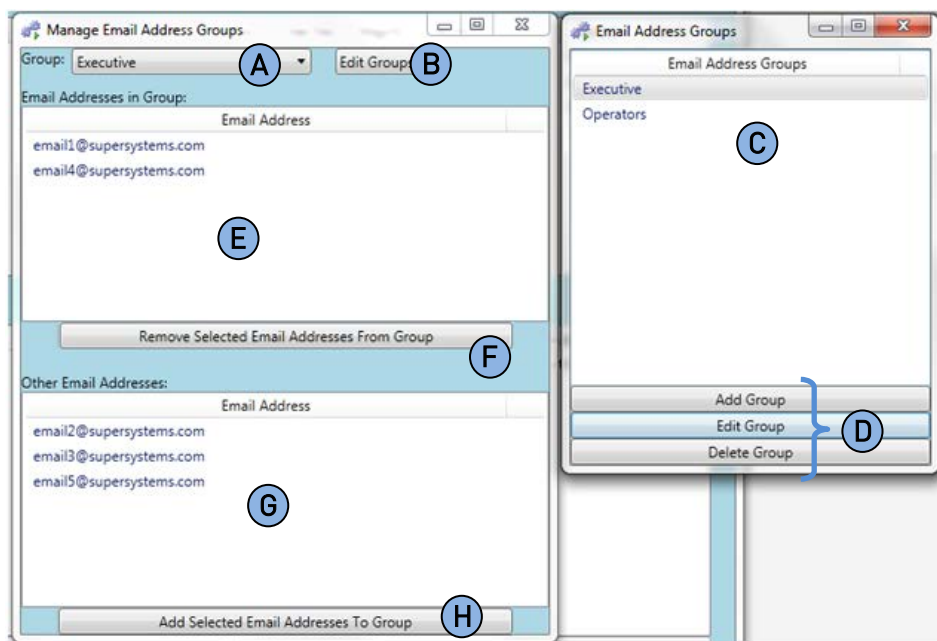 Manage Email Address Groups
Group: Executive A Edit Groups B
Email Addresses in Group:
Email Address
email1@supersystems.com
email4@supersystems.com
E
Remove Selected Email Addresses From Group
F
Other Email Addresses:
Email Address
email2@supersystems.com
email3@supersystems.com
email5@supersystems.com
G
Add Selected Email Addresses To Group H
Email Address Groups
Email Address Groups
Executive
Operators
C
Add Group
Edit Group D
Delete Group